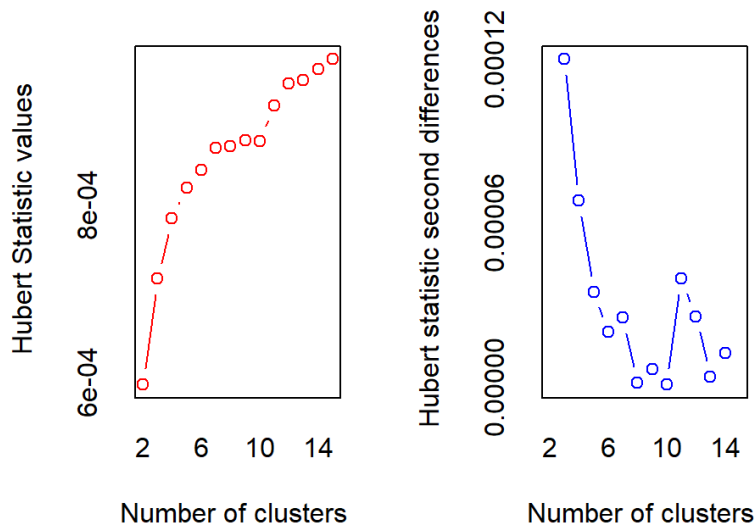 Hubert Statistic values
6e-04
8e-04
2
6
10
14
Number of clusters
Hubert statistic second differences
0.00000
0.00006
0.00012
2
6
10
14
Number of clusters